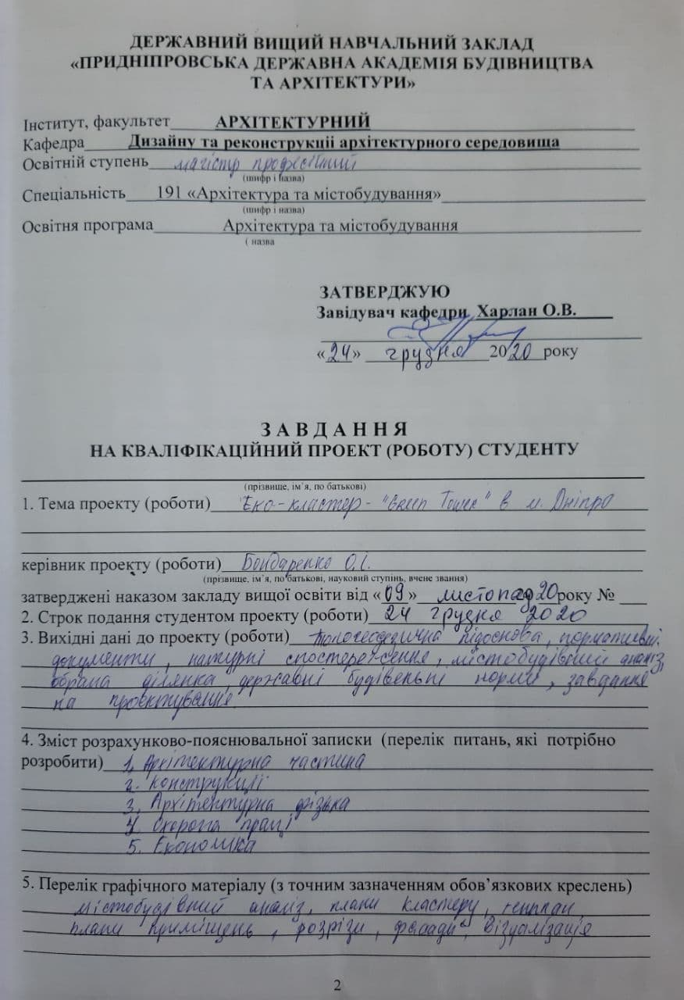 ДЕРЖАВНИЙ ВИЩИЙ НАВЧАЛЬНИЙ ЗАКЛАД
«ПРИДНІПРОВСЬКА ДЕРЖАВНА АКАДЕМІЯ БУДІВНИЦТВА
ТА АРХІТЕКТУРИ»
Інститут, факультет АРХІТЕКТУРНИЙ
Кафедра Дизайну та реконструкції архітектурного середовища
Освітній ступень магістр професійний
(шифр і назва)
Спеціальність 191 «Архітектура та містобудування»
(шифр і назва)
Освітня програма Архітектура та містобудування
( назва
ЗАТВЕРДЖУЮ
Завідувач кафедри Харлан О.В.
«24» грудня 2020 року
ЗАВДАННЯ
НА КВАЛІФІКАЦІЙНИЙ ПРОЕКТ (РОБОТУ) СТУДЕНТУ
(прізвище, ім'я, по батькові)
1. Тема проекту (роботи) Еко-кластер - "Green Tower" в м. Дніпро
керівник проекту (роботи) Бондаренко О.І.
(прізвище, ім'я, по батькові, науковий ступінь, вчене звання)
затверджені наказом закладу вищої освіти від «09» листопад 2020 року №
2. Строк подання студентом проекту (роботи) 24 грудня 2020
3. Вихідні дані до проекту (роботи) топогеодезична підоснова, нормативні
документи, натурні спостереження, містобудівний аналіз,
обрана ділянка, державні будівельні норми, завдання
на проектування
4. Зміст розрахунково-пояснювальної записки (перелік питань, які потрібно
розробити) 1. Архітектурна частина
2. Конструкції
3. Архітектурна фізика
4. Охорона праці
5. Економіка
5. Перелік графічного матеріалу (з точним зазначенням обов'язкових креслень)
містобудівний аналіз, плани кластеру, генплан
плани приміщень, розрізи, фасади, візуалізація
2